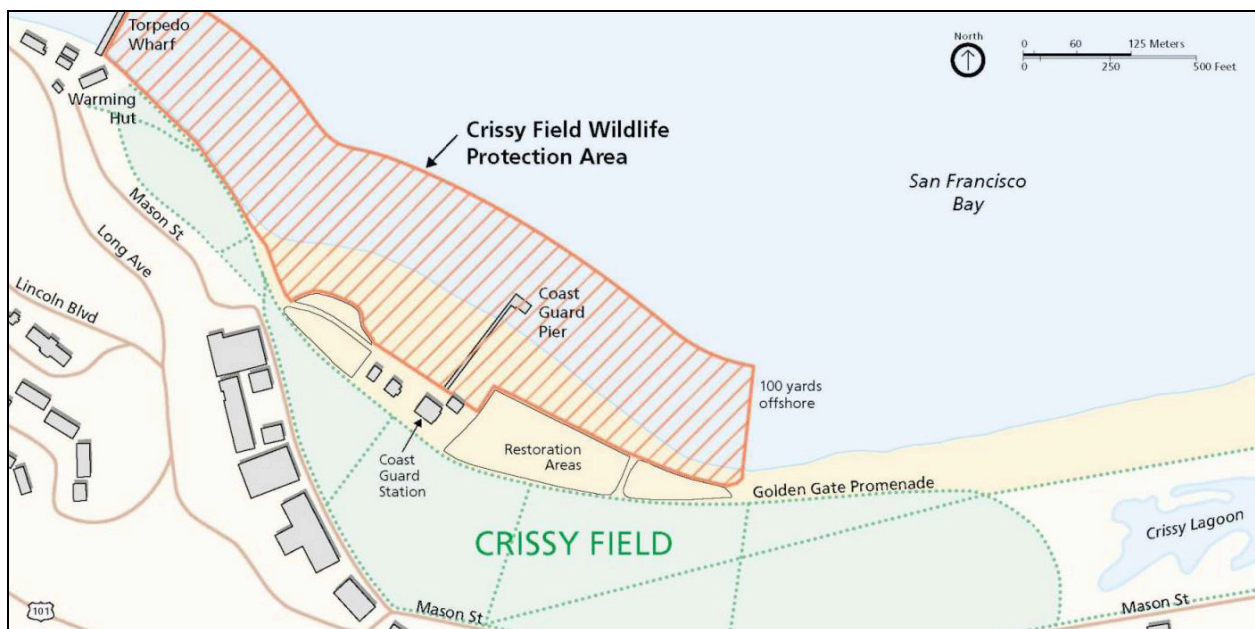 Torpedo
Wharf
Warming
Hut
North
0 60 125 Meters
0 250 500 Feet
Crissy Field Wildlife
Protection Area
San Francisco
Bay
Mason St
Long Ave
Lincoln Blvd
Coast
Guard
Pier
100 yards
offshore
Coast
Guard
Station
Restoration
Areas
Golden Gate Promenade
Crissy Lagoon
CRISSY FIELD
101
Mason St
Mason St